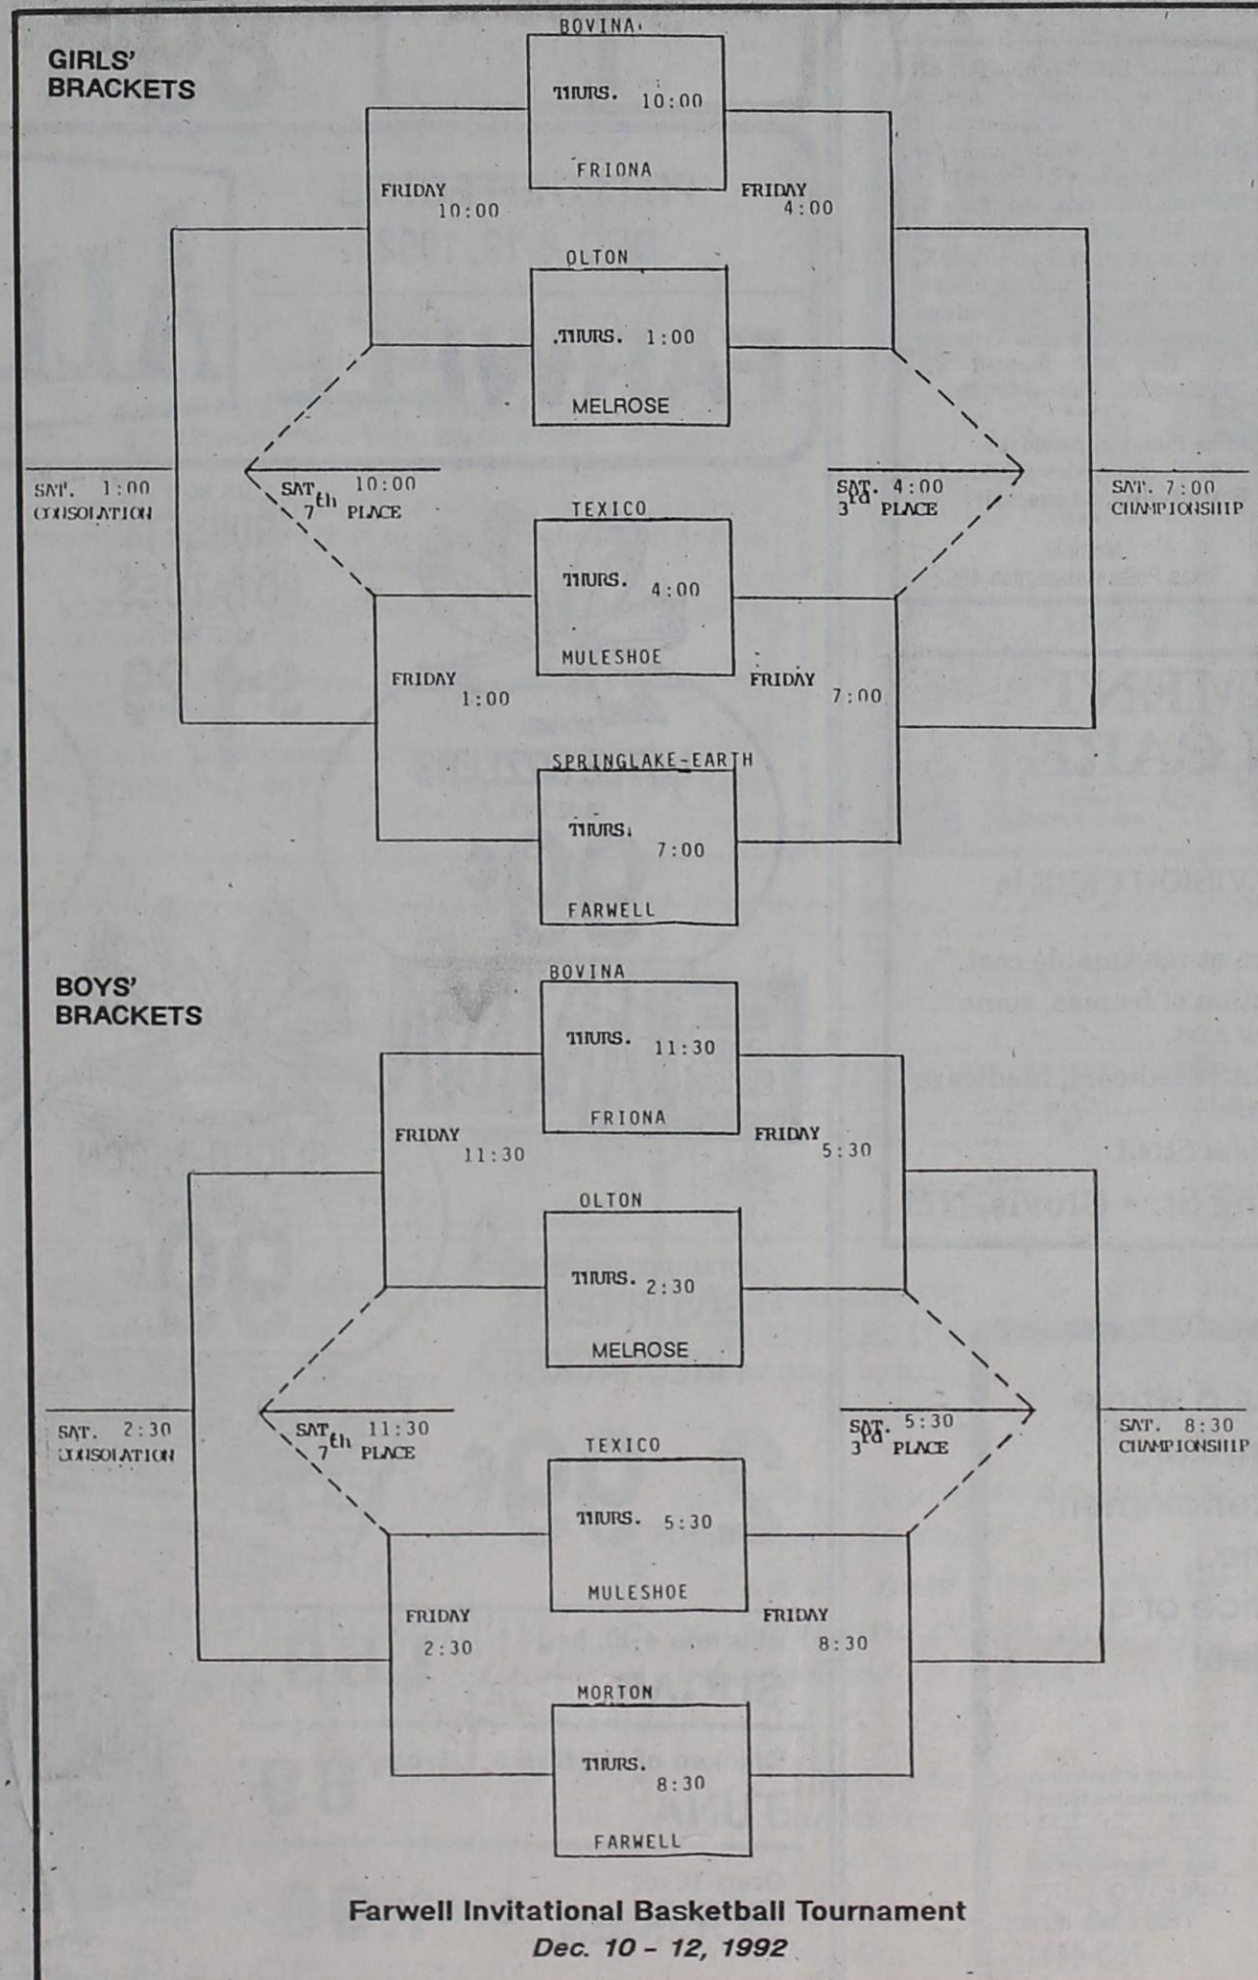 GIRLS'
BRACKETS
BOVINA
THURS. 10:00
FRIONA
FRIDAY
10:00
FRIDAY
4:00
OLTON
THURS. 1:00
MELROSE
SAT. 1:00
CONSOLATION
SAT. 10:00
7th PLACE
SAT. 4:00
3rd PLACE
SAT. 7:00
CHAMPIONSHIP
TEXICO
THURS. 4:00
MULESHOE
FRIDAY
1:00
FRIDAY
7:00
SPRINGLAKE-EARTH
THURS.
7:00
FARWELL
BOYS'
BRACKETS
BOVINA
THURS. 11:30
FRIONA
FRIDAY
11:30
FRIDAY
5:30
OLTON
THURS. 2:30
MELROSE
SAT. 2:30
CONSOLATION
SAT. 11:30
7th PLACE
SAT. 5:30
3rd PLACE
SAT. 8:30
CHAMPIONSHIP
TEXICO
THURS. 5:30
MULESHOE
FRIDAY
2:30
FRIDAY
8:30
MORTON
THURS.
8:30
FARWELL
Farwell Invitational Basketball Tournament
Dec. 10 - 12, 1992